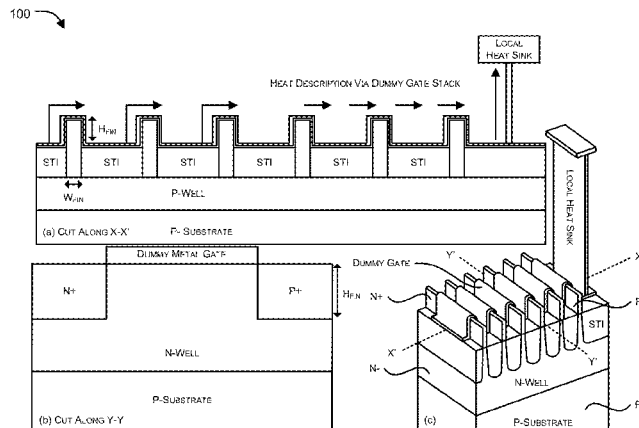 100
LOCAL
HEAT SINK
HEAT DESCRIPTION VIA DUMMY GATE STACK
HFIN
STI STI STI STI STI STI
WFIN
P-WELL
(a) CUT ALONG X-X' P- SUBSTRATE
DUMMY METAL GATE
N+ P+
HFIN
N-WELL
P-SUBSTRATE
(b) CUT ALONG Y-Y
LOCAL HEAT SINK
Y' X
DUMMY GATE
N+ P
STI
X'
Y'
N-
N-WELL
P
(c) P-SUBSTRATE